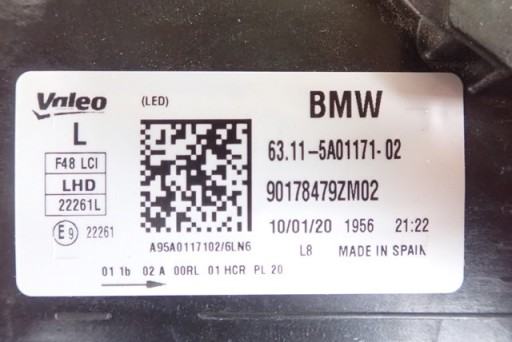 Valeo (LED) BMW
L
F48 LCI
LHD
22261L
E9 22261
63.11-5A01171-02
90178479ZM02
10/01/20 1956 21:22
A95A0117102/6LN6
L8 MADE IN SPAIN
01 1b 02 A 00RL 01 HCR PL 20